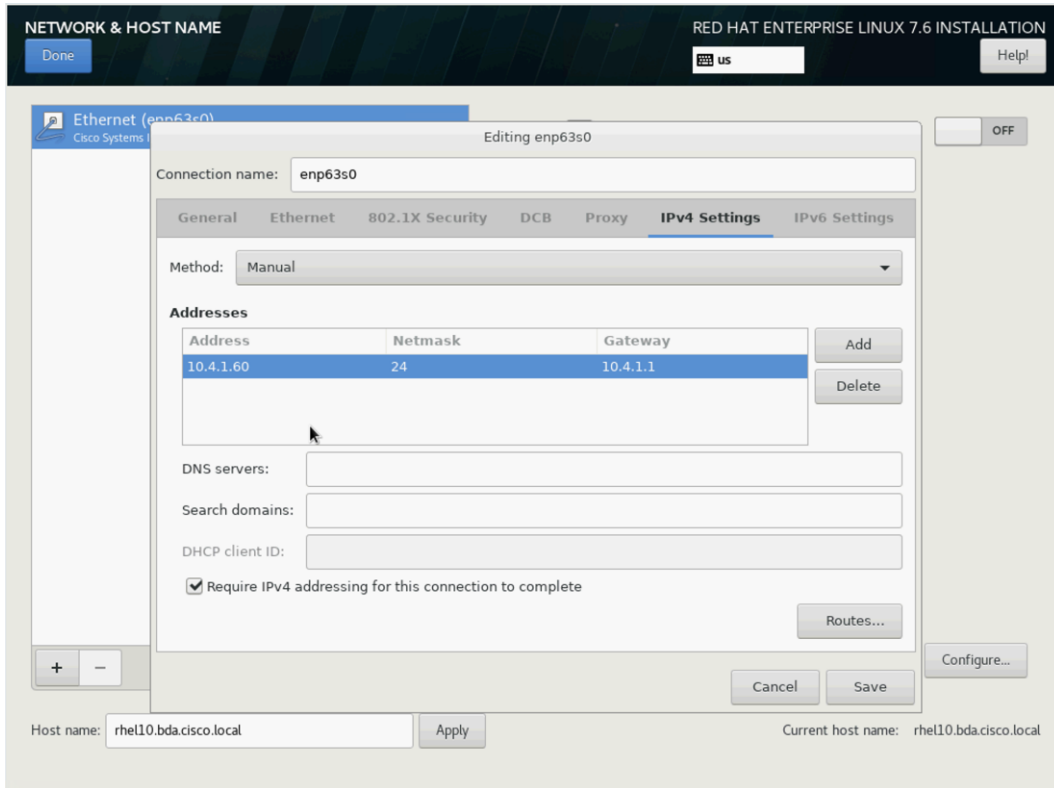 NETWORK & HOST NAME
RED HAT ENTERPRISE LINUX 7.6 INSTALLATION
Done
us
Help!
Ethernet (enp63s0)
Cisco Systems I
OFF
Editing enp63s0
Connection name: enp63s0
General Ethernet 802.1X Security DCB Proxy IPv4 Settings IPv6 Settings
Method: Manual
Addresses
Address Netmask Gateway
10.4.1.60 24 10.4.1.1
Add
Delete
DNS servers:
Search domains:
DHCP client ID:
Require IPv4 addressing for this connection to complete
Routes...
+ −
Configure...
Cancel Save
Host name: rhel10.bda.cisco.local Apply Current host name: rhel10.bda.cisco.local